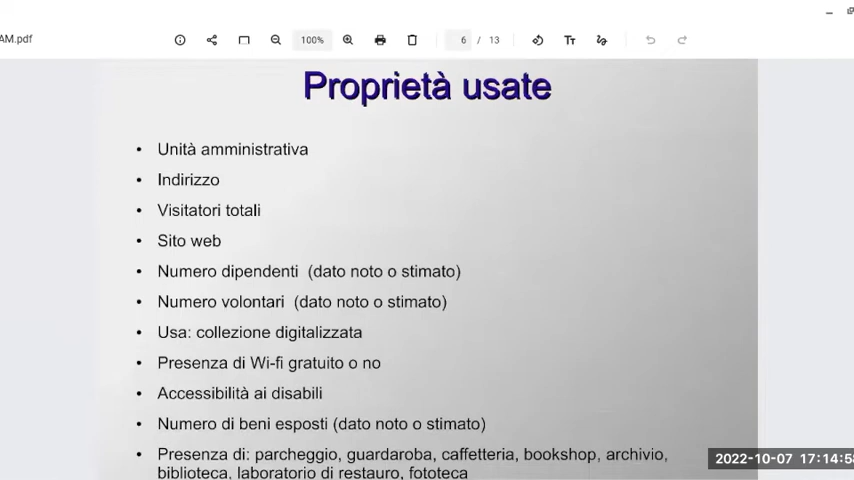 AM.pdf
100%
6 / 13
Proprietà usate
• Unità amministrativa
• Indirizzo
• Visitatori totali
• Sito web
• Numero dipendenti (dato noto o stimato)
• Numero volontari (dato noto o stimato)
• Usa: collezione digitalizzata
• Presenza di Wi-fi gratuito o no
• Accessibilità ai disabili
• Numero di beni esposti (dato noto o stimato)
• Presenza di: parcheggio, guardaroba, caffetteria, bookshop, archivio,
biblioteca, laboratorio di restauro, fototeca
2022-10-07 17:14:58